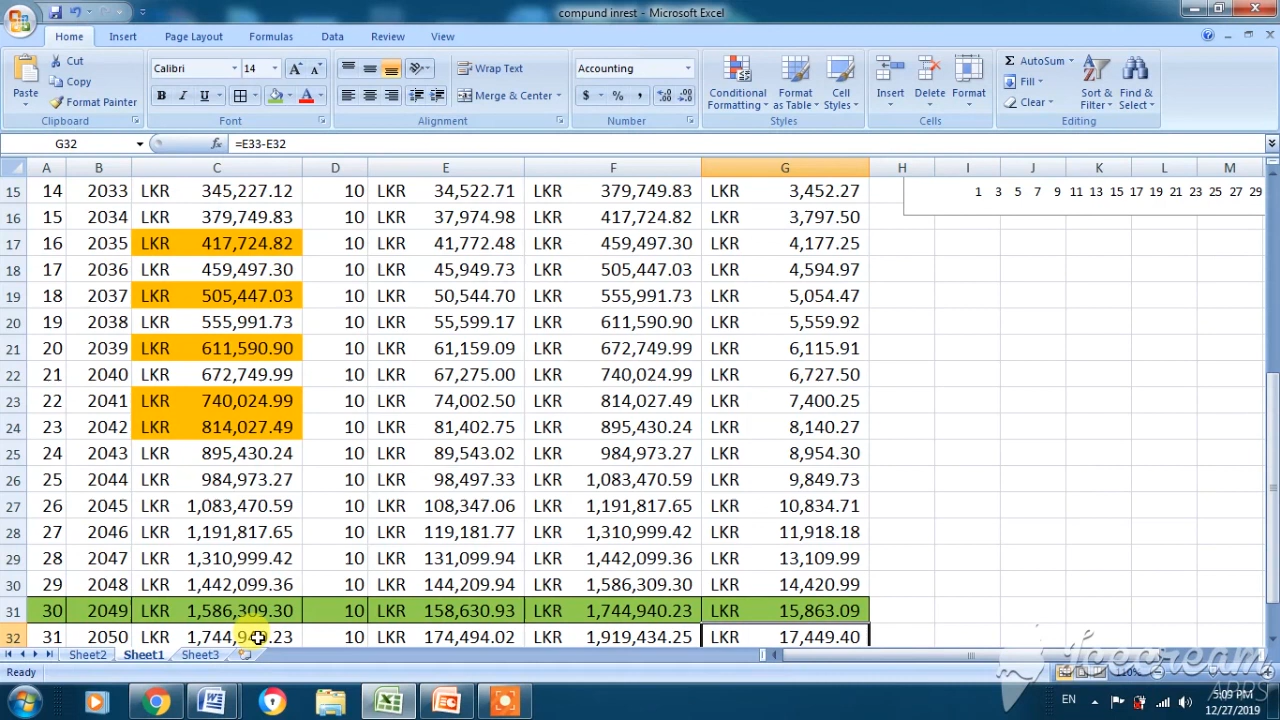 compund inrest - Microsoft Excel
Home Insert Page Layout Formulas Data Review View
Paste Cut Copy Format Painter Clipboard
Calibri 14 A A B I U A Font
Wrap Text Merge & Center Alignment
Accounting $ % , .0 .00 Number
Conditional Formatting Format as Table Cell Styles Styles
Insert Delete Format Cells
Σ AutoSum Fill Clear Sort & Filter Find & Select Editing
G32 fx =E33-E32
A B C D E F G H I J K L M
15 14 2033 LKR 345,227.12 10 LKR 34,522.71 LKR 379,749.83 LKR 3,452.27 1 3 5 7 9 11 13 15 17 19 21 23 25 27 29
16 15 2034 LKR 379,749.83 10 LKR 37,974.98 LKR 417,724.82 LKR 3,797.50
17 16 2035 LKR 417,724.82 10 LKR 41,772.48 LKR 459,497.30 LKR 4,177.25
18 17 2036 LKR 459,497.30 10 LKR 45,949.73 LKR 505,447.03 LKR 4,594.97
19 18 2037 LKR 505,447.03 10 LKR 50,544.70 LKR 555,991.73 LKR 5,054.47
20 19 2038 LKR 555,991.73 10 LKR 55,599.17 LKR 611,590.90 LKR 5,559.92
21 20 2039 LKR 611,590.90 10 LKR 61,159.09 LKR 672,749.99 LKR 6,115.91
22 21 2040 LKR 672,749.99 10 LKR 67,275.00 LKR 740,024.99 LKR 6,727.50
23 22 2041 LKR 740,024.99 10 LKR 74,002.50 LKR 814,027.49 LKR 7,400.25
24 23 2042 LKR 814,027.49 10 LKR 81,402.75 LKR 895,430.24 LKR 8,140.27
25 24 2043 LKR 895,430.24 10 LKR 89,543.02 LKR 984,973.27 LKR 8,954.30
26 25 2044 LKR 984,973.27 10 LKR 98,497.33 LKR 1,083,470.59 LKR 9,849.73
27 26 2045 LKR 1,083,470.59 10 LKR 108,347.06 LKR 1,191,817.65 LKR 10,834.71
28 27 2046 LKR 1,191,817.65 10 LKR 119,181.77 LKR 1,310,999.42 LKR 11,918.18
29 28 2047 LKR 1,310,999.42 10 LKR 131,099.94 LKR 1,442,099.36 LKR 13,109.99
30 29 2048 LKR 1,442,099.36 10 LKR 144,209.94 LKR 1,586,309.30 LKR 14,420.99
31 30 2049 LKR 1,586,309.30 10 LKR 158,630.93 LKR 1,744,940.23 LKR 15,863.09
32 31 2050 LKR 10 LKR 174,494.02 LKR 1,919,434.25 LKR 17,449.40
Sheet2 Sheet1 Sheet3
Ready 110%
Icecream APPS
EN 5:09 PM
12/27/2019